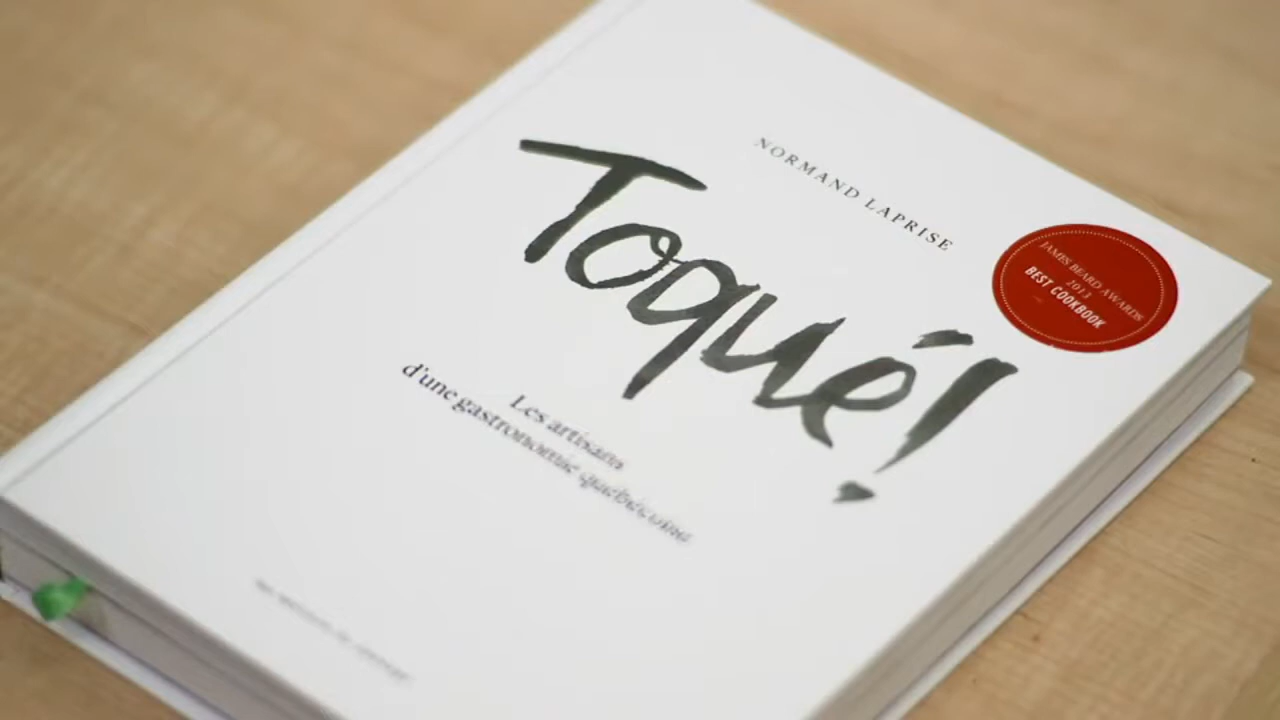 NORMAND LAPRISE
Toqué!
JAMES BEARD AWARDS
2013
BEST COOKBOOK
Les artisans
d'une gastronomie québécoise